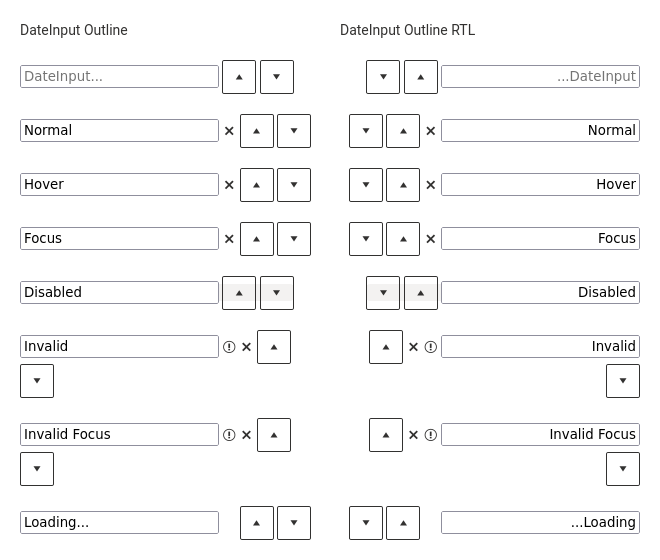 DateInput Outline
DateInput Outline RTL
DateInput...
...DateInput
Normal
Normal
Hover
Hover
Focus
Focus
Disabled
Disabled
Invalid
Invalid
Invalid Focus
Invalid Focus
Loading...
...Loading